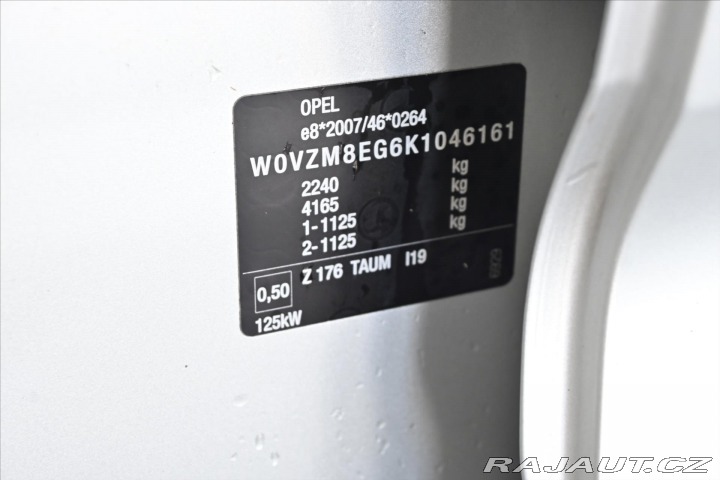 OPEL
e8*2007/46*0264
W0VZM8EG6K1046161
2240 kg
4165 kg
1-1125 kg
2-1125 kg
Z 176 TAUM I19
0,50
125kW
6929
RAJAUT.CZ